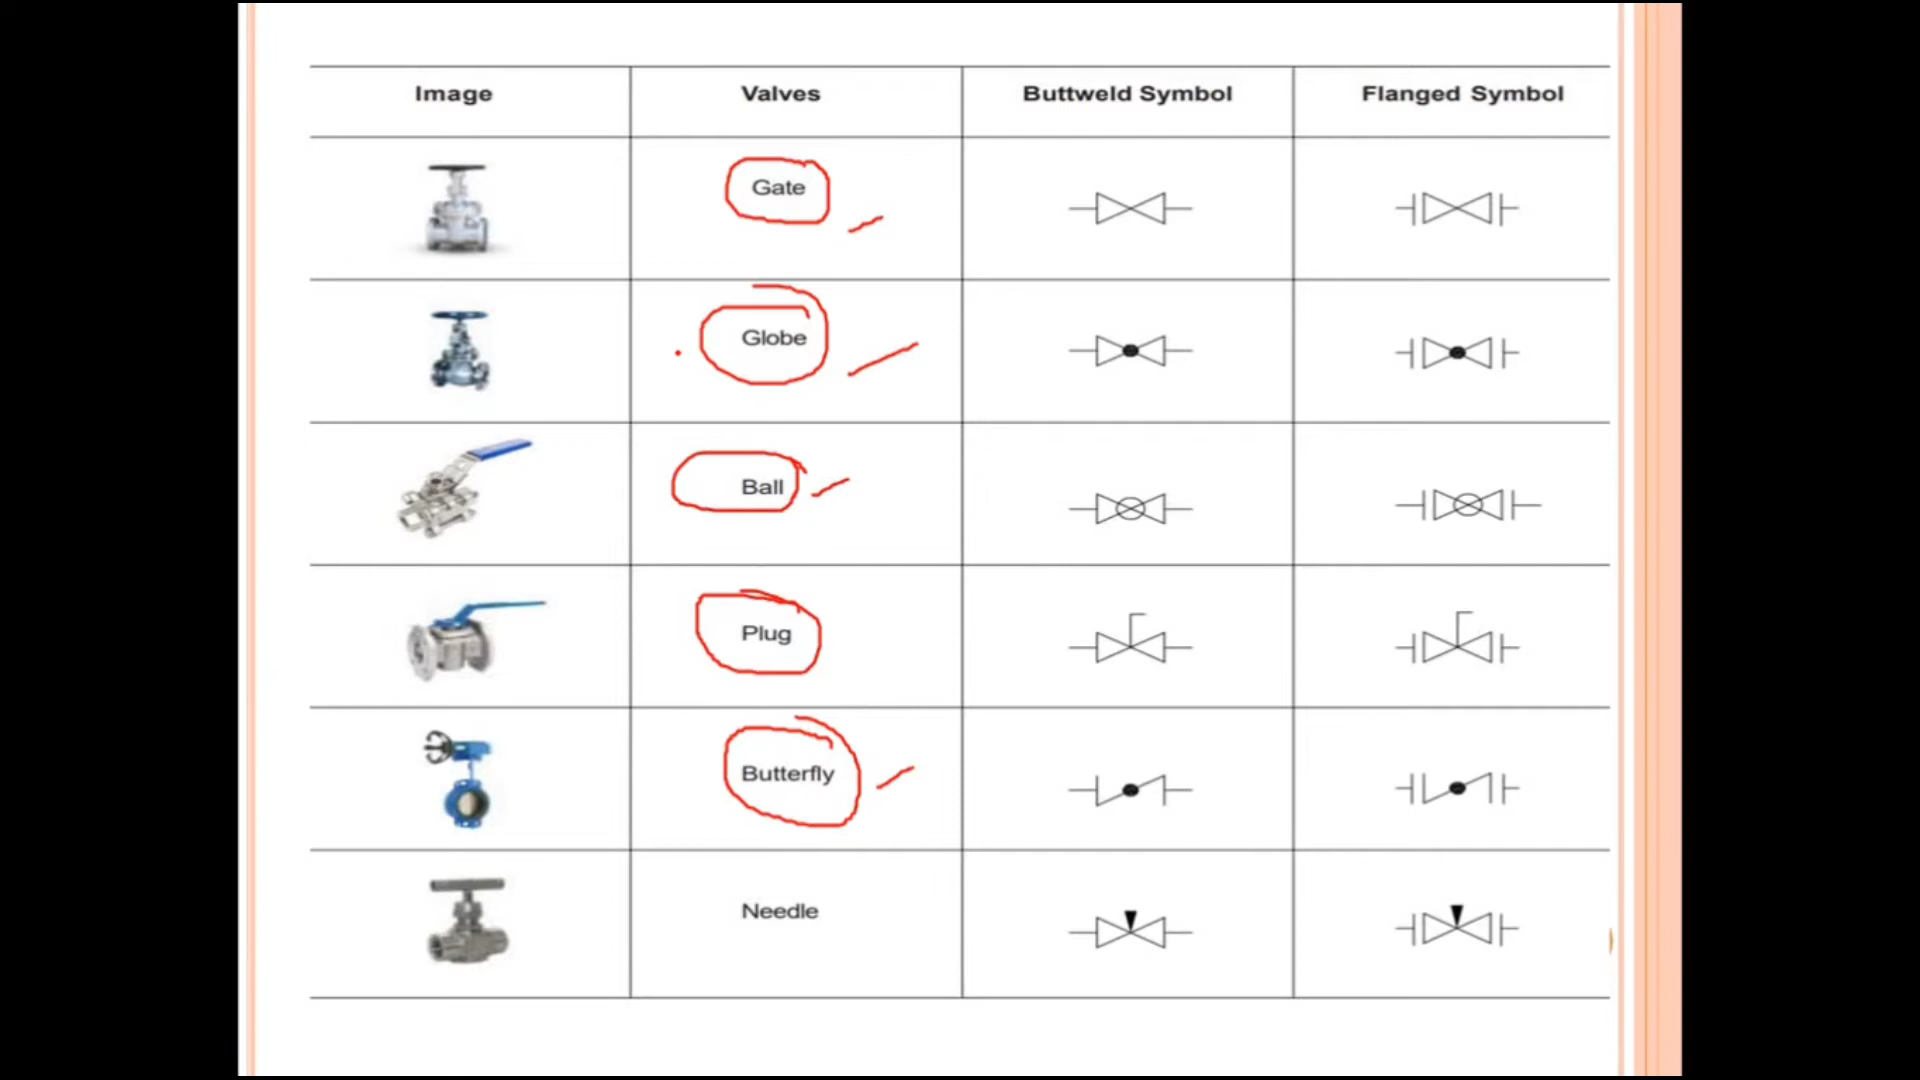 Image Valves Buttweld Symbol Flanged Symbol
Gate
Globe
Ball
Plug
Butterfly
Needle